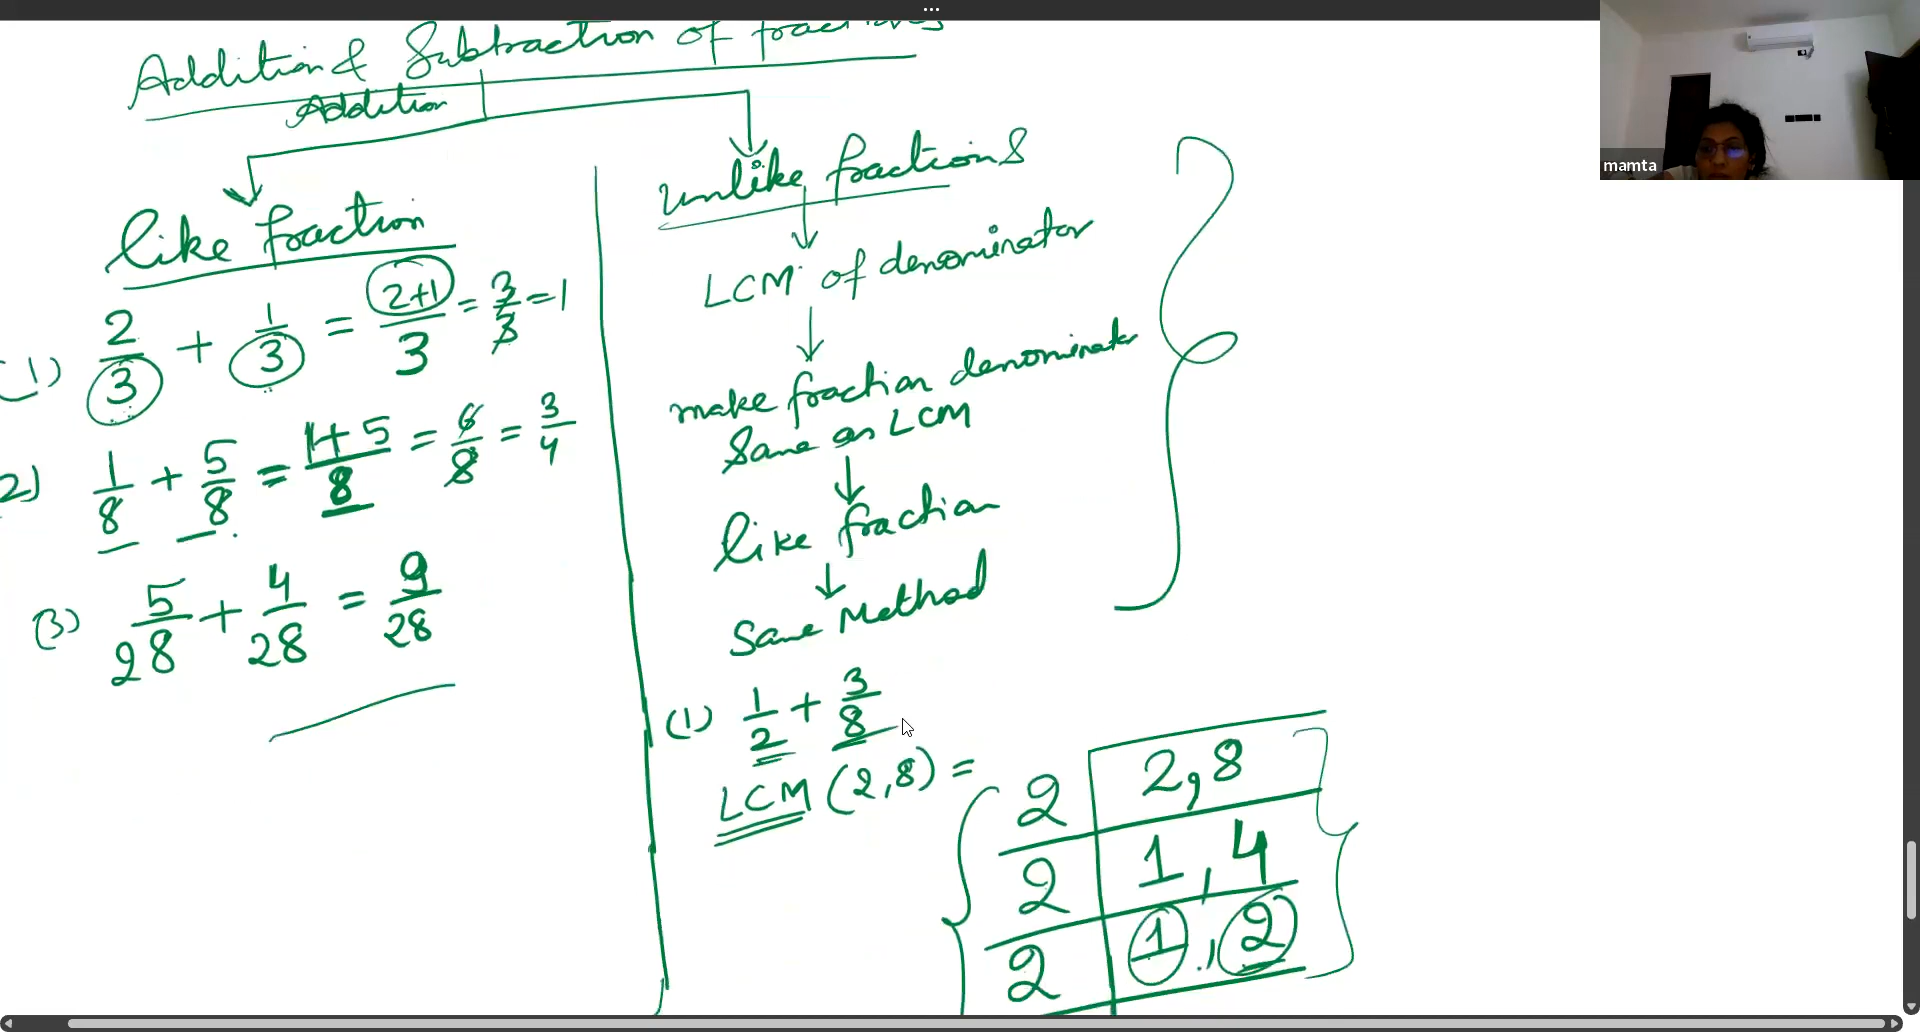 Addition & Subtraction of fractions
Addition
like fraction
(1) 2/3 + 1/3 = 2+1/3 = 3/3 = 1
2) 1/8 + 5/8 = 1+5/8 = 6/8 = 3/4
(3) 5/28 + 4/28 = 9/28
unlike fractions
LCM of denominator
make fraction denominator
Same as LCM
like fraction
Same Method
(1) 1/2 + 3/8
LCM (2,8) =
2 2,8
2 1,4
2 1,2
mamta